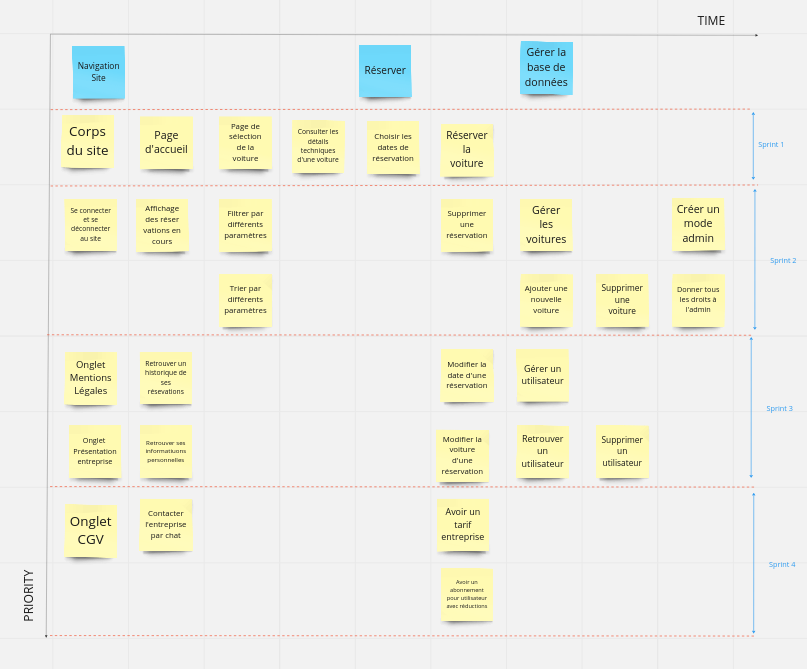 TIME
Navigation
Site
Réserver
Gérer la
base de
données
Corps
du site
Page
d'accueil
Page de
sélection
de la
voiture
Consulter les
détails
techniques
d'une voiture
Choisir les
dates de
réservation
Réserver
la
voiture
Sprint 1
Se connecter
et se
déconnecter
au site
Affichage
des réser
vations en
cours
Filtrer par
différents
paramètres
Supprimer
une
réservation
Gérer
les
voitures
Créer un
mode
admin
Sprint 2
Trier par
différents
paramètres
Ajouter une
nouvelle
voiture
Supprimer
une
voiture
Donner tous
les droits à
l'admin
Onglet
Mentions
Légales
Retrouver un
historique de
ses
résevations
Modifier la
date d'une
réservation
Gérer un
utilisateur
Sprint 3
Onglet
Présentation
entreprise
Retrouver ses
informatiuons
personnelles
Modifier la
voiture
d'une
réservation
Retrouver
un
utilisateur
Supprimer
un
utilisateur
Onglet
CGV
Contacter
l'entreprise
par chat
Avoir un
tarif
entreprise
Sprint 4
Avoir un
abonnement
pour utilisateur
avec réductions
PRIORITY